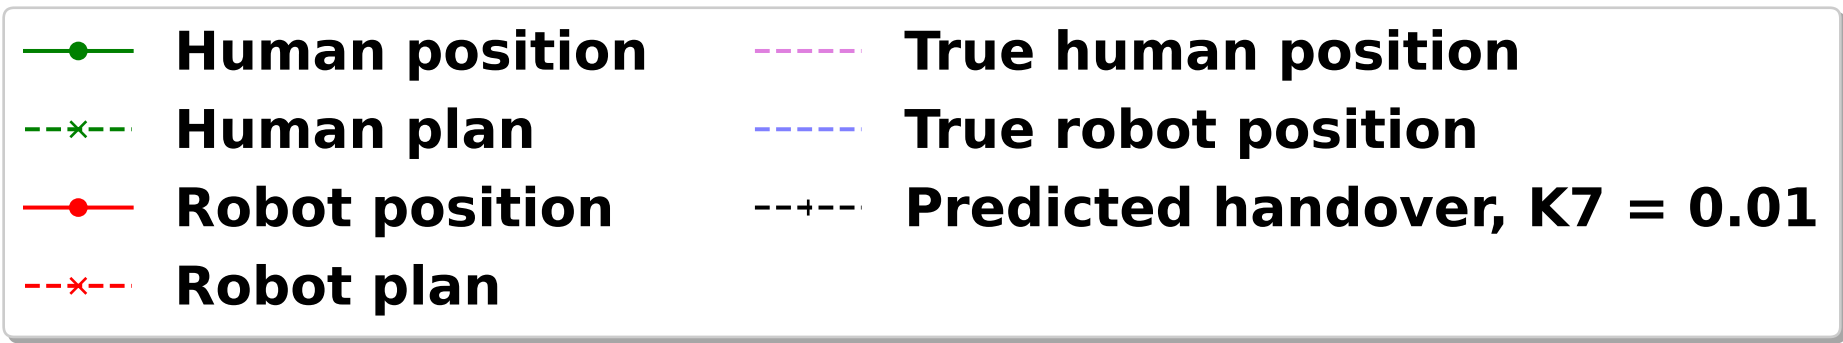 Human position
Human plan
Robot position
Robot plan
True human position
True robot position
Predicted handover, K7 = 0.01